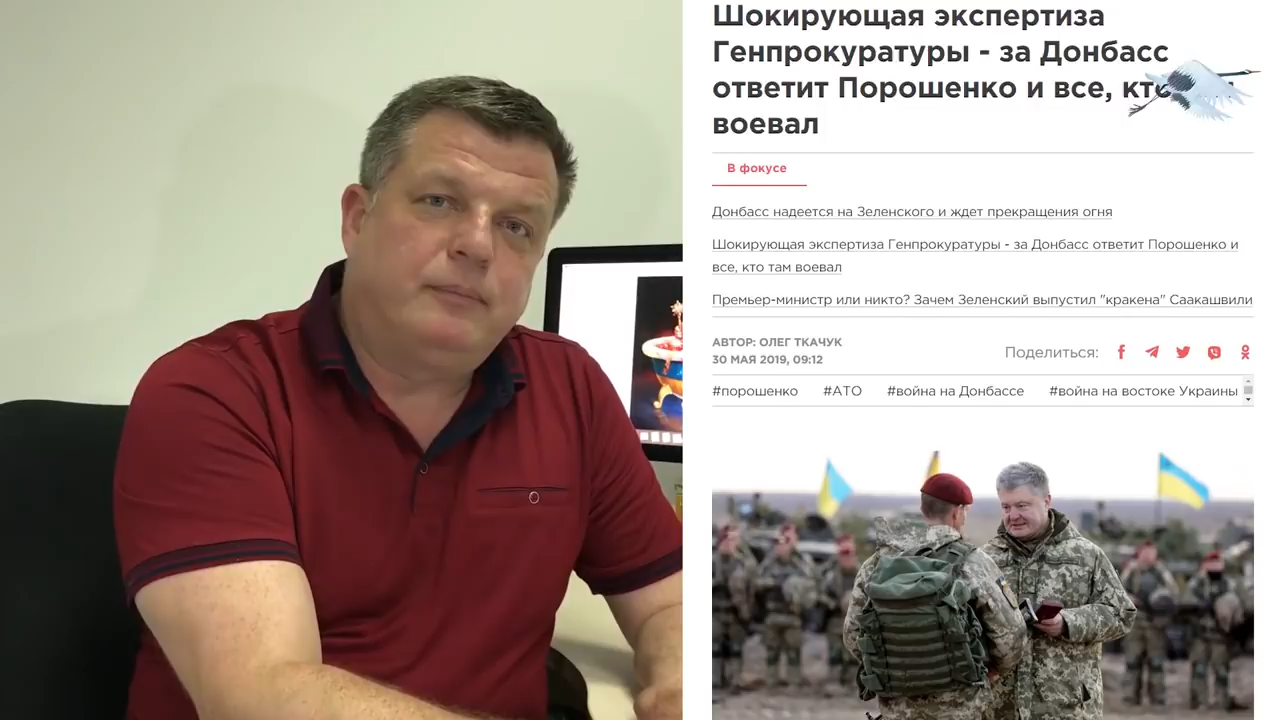 Шокирующая экспертиза
Генпрокуратуры - за Донбасс
ответит Порошенко и все, кто
воевал
В фокусе
Донбасс надеется на Зеленского и ждет прекращения огня
Шокирующая экспертиза Генпрокуратуры - за Донбасс ответит Порошенко и
все, кто там воевал
Премьер-министр или никто? Зачем Зеленский выпустил "кракена" Саакашвили
АВТОР: ОЛЕГ ТКАЧУК
30 МАЯ 2019, 09:12
Поделиться:
#порошенко #АТО #война на Донбассе #война на востоке Украины